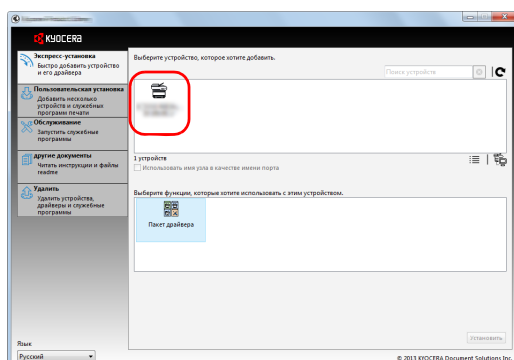 KYOCERA
Экспресс-установка
Быстро добавить устройство
и его драйвера
Пользовательская установка
Добавить несколько
устройств и служебных
программ печати
Обслуживание
Запустить служебные
программы
другие документы
Читать инструкции и файлы
readme
Удалить
Удалить устройства,
драйверы и служебные
программы
Язык
Русский
Выберите устройство, которое хотите добавить.
Поиск устройств
1 устройств
Использовать имя узла в качестве имени порта
Выберите функции, которые хотите использовать с этим устройством.
Пакет драйвера
Установить
© 2013 KYOCERA Document Solutions Inc.